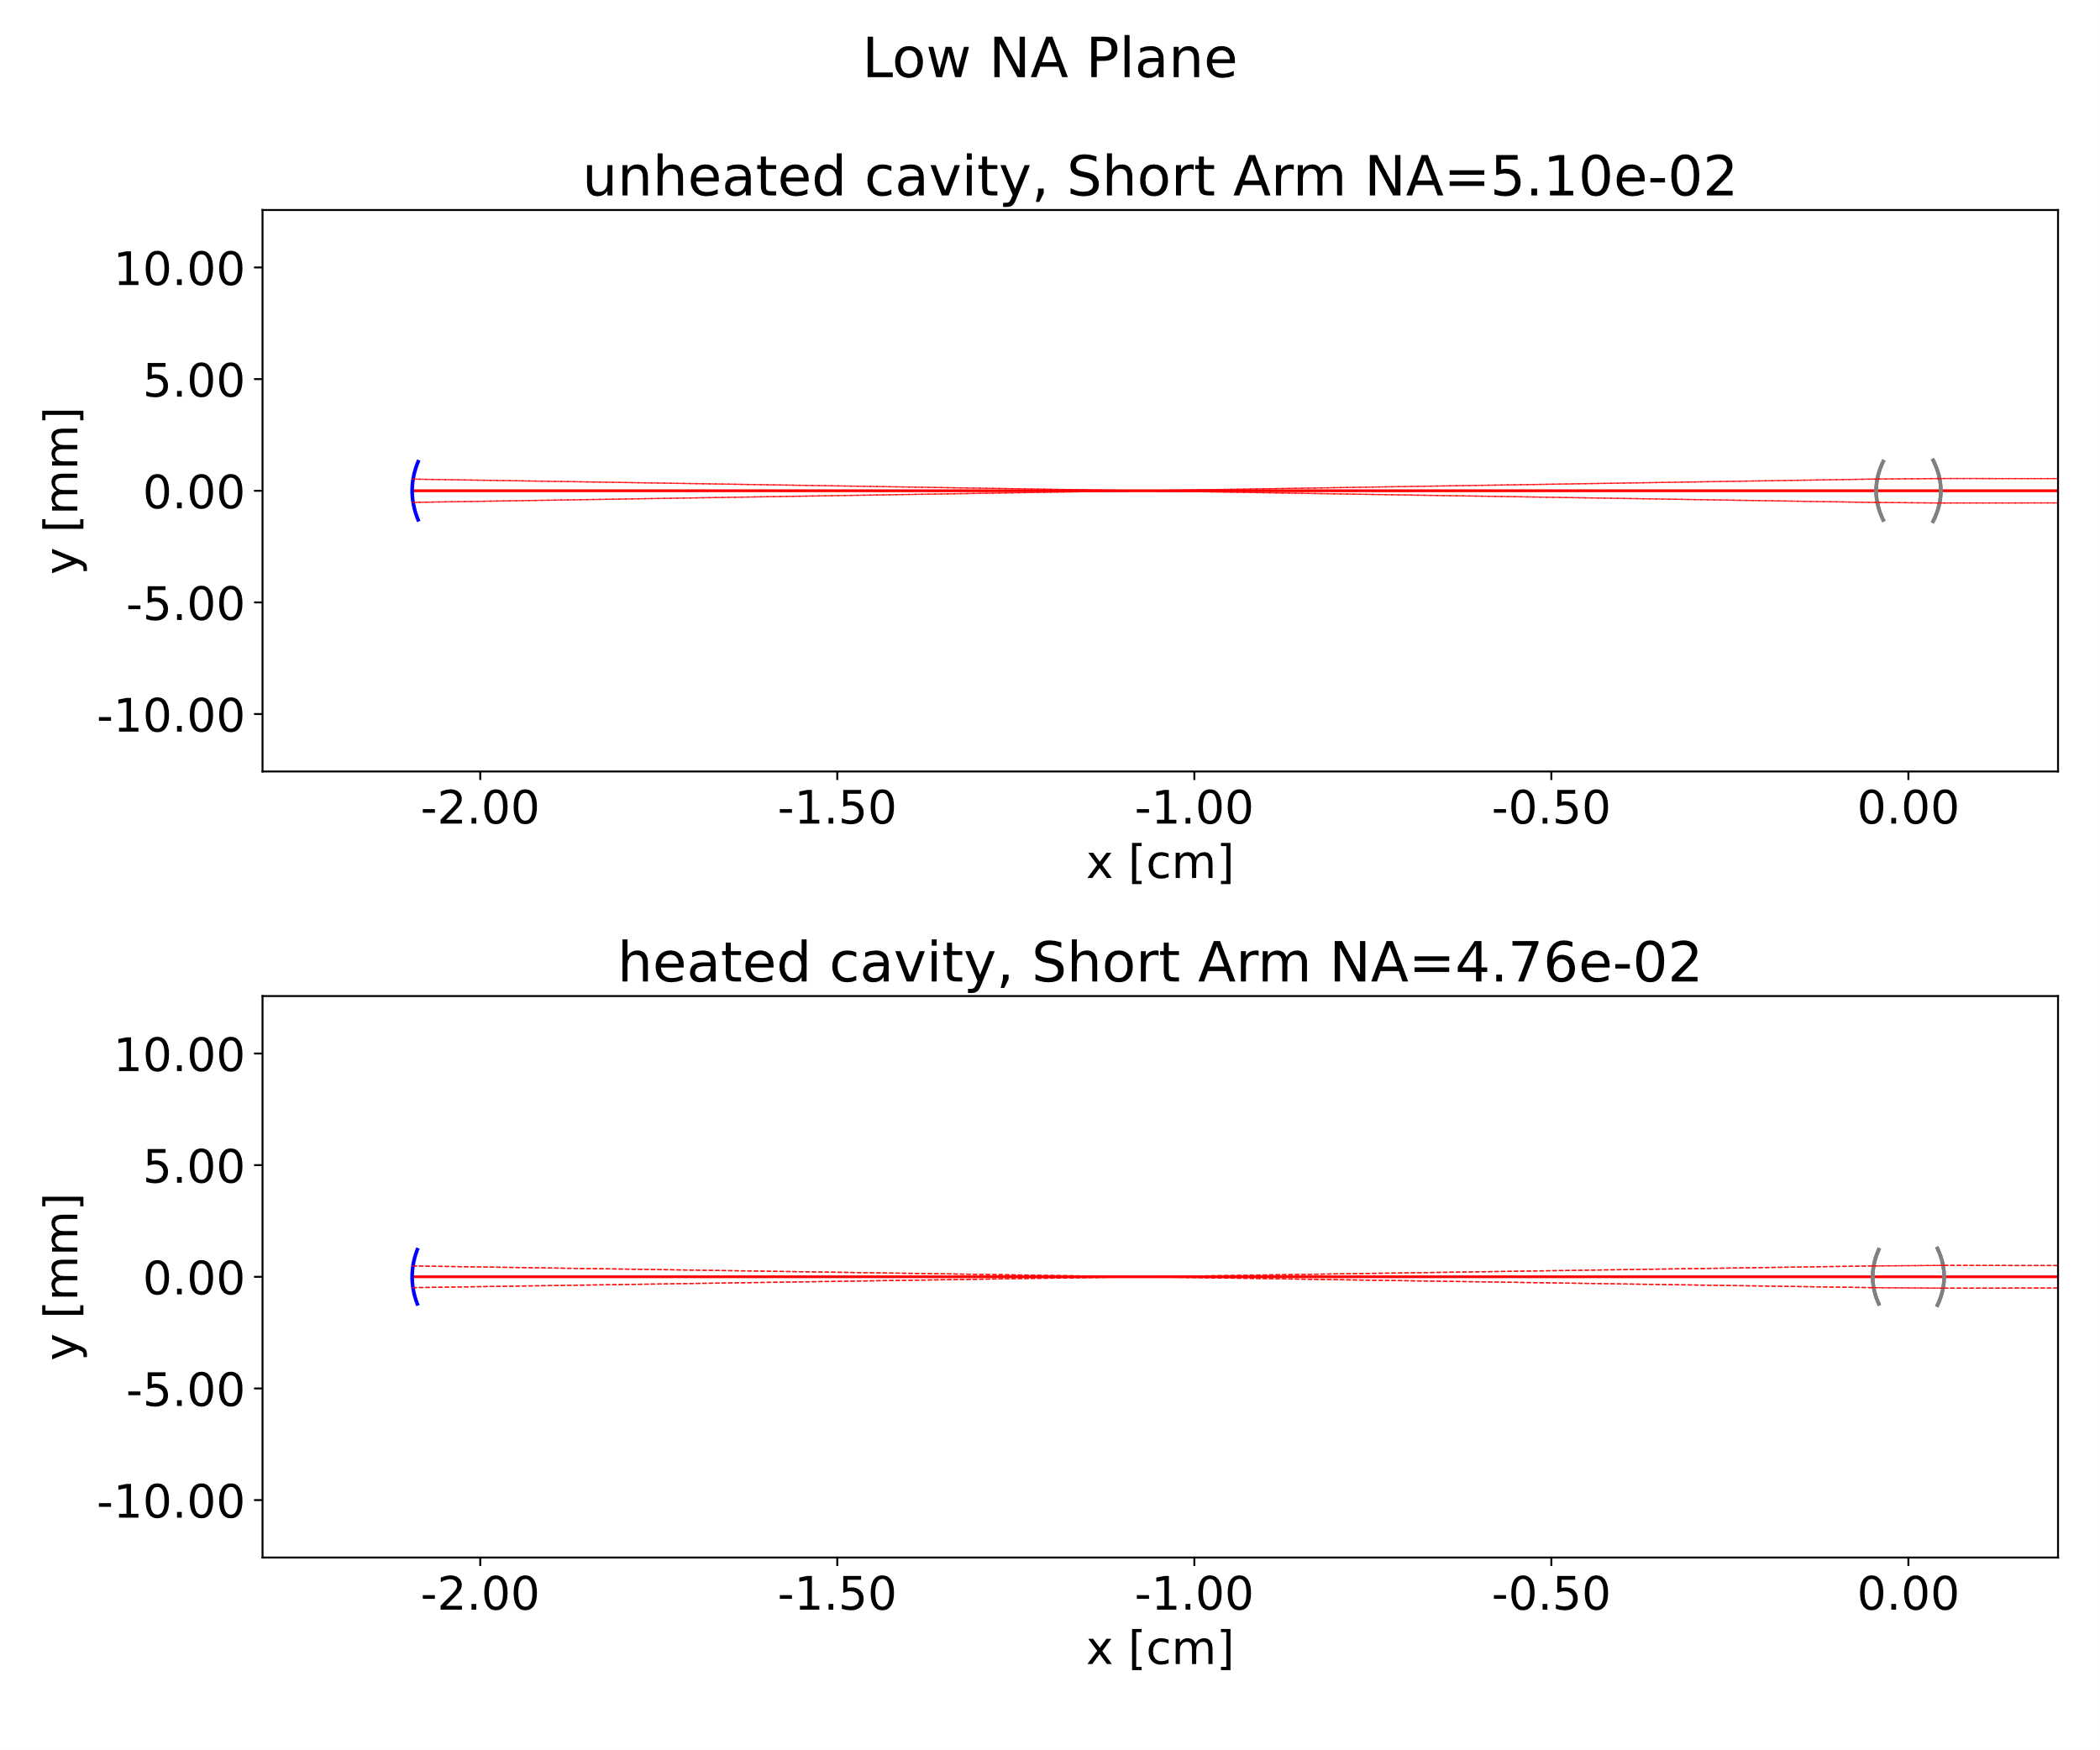 Low NA Plane
unheated cavity, Short Arm NA=5.10e-02
10.00
5.00
0.00
-5.00
-10.00
y [mm]
-2.00 -1.50 -1.00 -0.50 0.00
x [cm]
heated cavity, Short Arm NA=4.76e-02
10.00
5.00
0.00
-5.00
-10.00
y [mm]
-2.00 -1.50 -1.00 -0.50 0.00
x [cm]